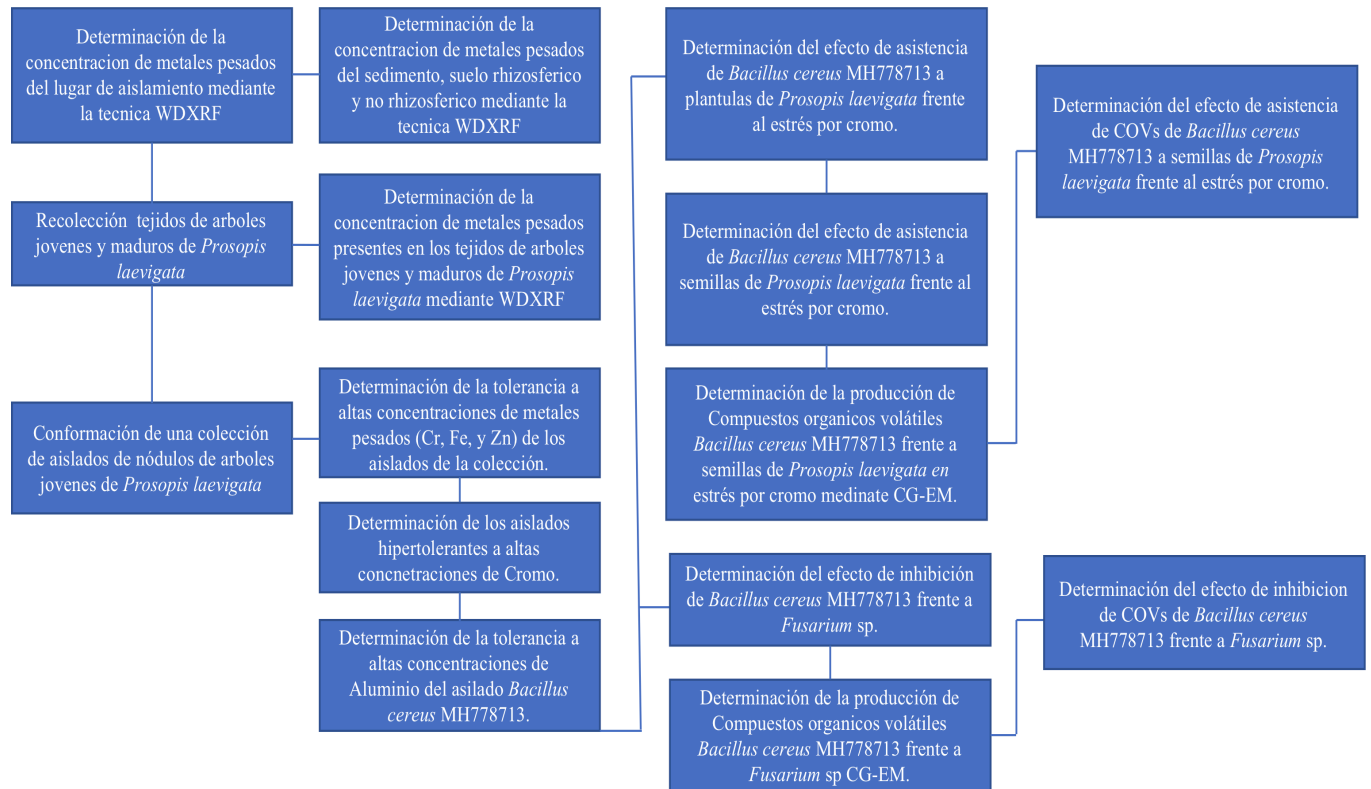 Determinación de la
concentracion de metales pesados
del lugar de aislamiento mediante
la tecnica WDXRF
Determinación de la
concentracion de metales pesados
del sedimento, suelo rhizosferico
y no rhizosferico mediante la
tecnica WDXRF
Recolección tejidos de arboles
jovenes y maduros de Prosopis
laevigata
Determinación de la
concentracion de metales pesados
presentes en los tejidos de arboles
jovenes y maduros de Prosopis
laevigata mediante WDXRF
Conformación de una colección
de aislados de nódulos de arboles
jovenes de Prosopis laevigata
Determinación de la tolerancia a
altas concentraciones de metales
pesados (Cr, Fe, y Zn) de los
aislados de la colección.
Determinación de los aislados
hipertolerantes a altas
concnetraciones de Cromo.
Determinación de la tolerancia a
altas concentraciones de
Aluminio del asilado Bacillus
cereus MH778713.
Determinación del efecto de asistencia
de Bacillus cereus MH778713 a
plantulas de Prosopis laevigata frente
al estrés por cromo.
Determinación del efecto de asistencia
de Bacillus cereus MH778713 a
semillas de Prosopis laevigata frente al
estrés por cromo.
Determinación de la producción de
Compuestos organicos volátiles
Bacillus cereus MH778713 frente a
semillas de Prosopis laevigata en
estrés por cromo medinate CG-EM.
Determinación del efecto de asistencia
de COVs de Bacillus cereus
MH778713 a semillas de Prosopis
laevigata frente al estrés por cromo.
Determinación del efecto de inhibición
de Bacillus cereus MH778713 frente a
Fusarium sp.
Determinación de la producción de
Compuestos organicos volátiles
Bacillus cereus MH778713 frente a
Fusarium sp CG-EM.
Determinación del efecto de inhibicion
de COVs de Bacillus cereus
MH778713 frente a Fusarium sp.